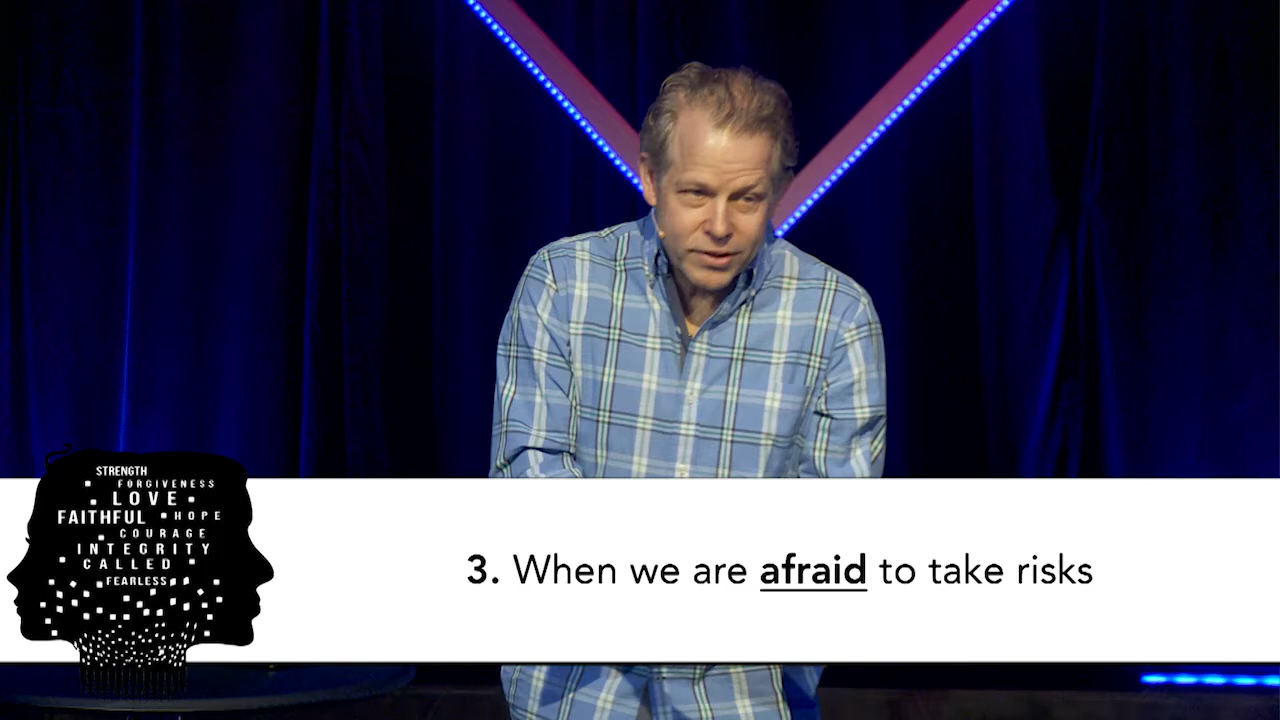 STRENGTH
FORGIVENESS
LOVE
FAITHFUL HOPE
COURAGE
INTEGRITY
CALLED
FEARLESS
3. When we are afraid to take risks